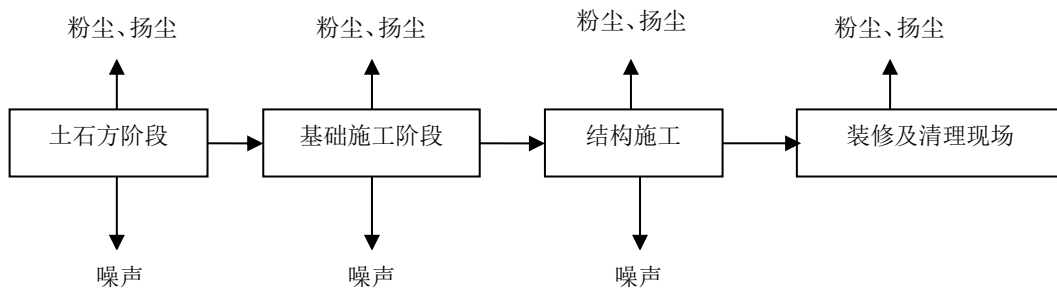 粉尘、扬尘
粉尘、扬尘
粉尘、扬尘
粉尘、扬尘
土石方阶段
基础施工阶段
结构施工
装修及清理现场
噪声
噪声
噪声